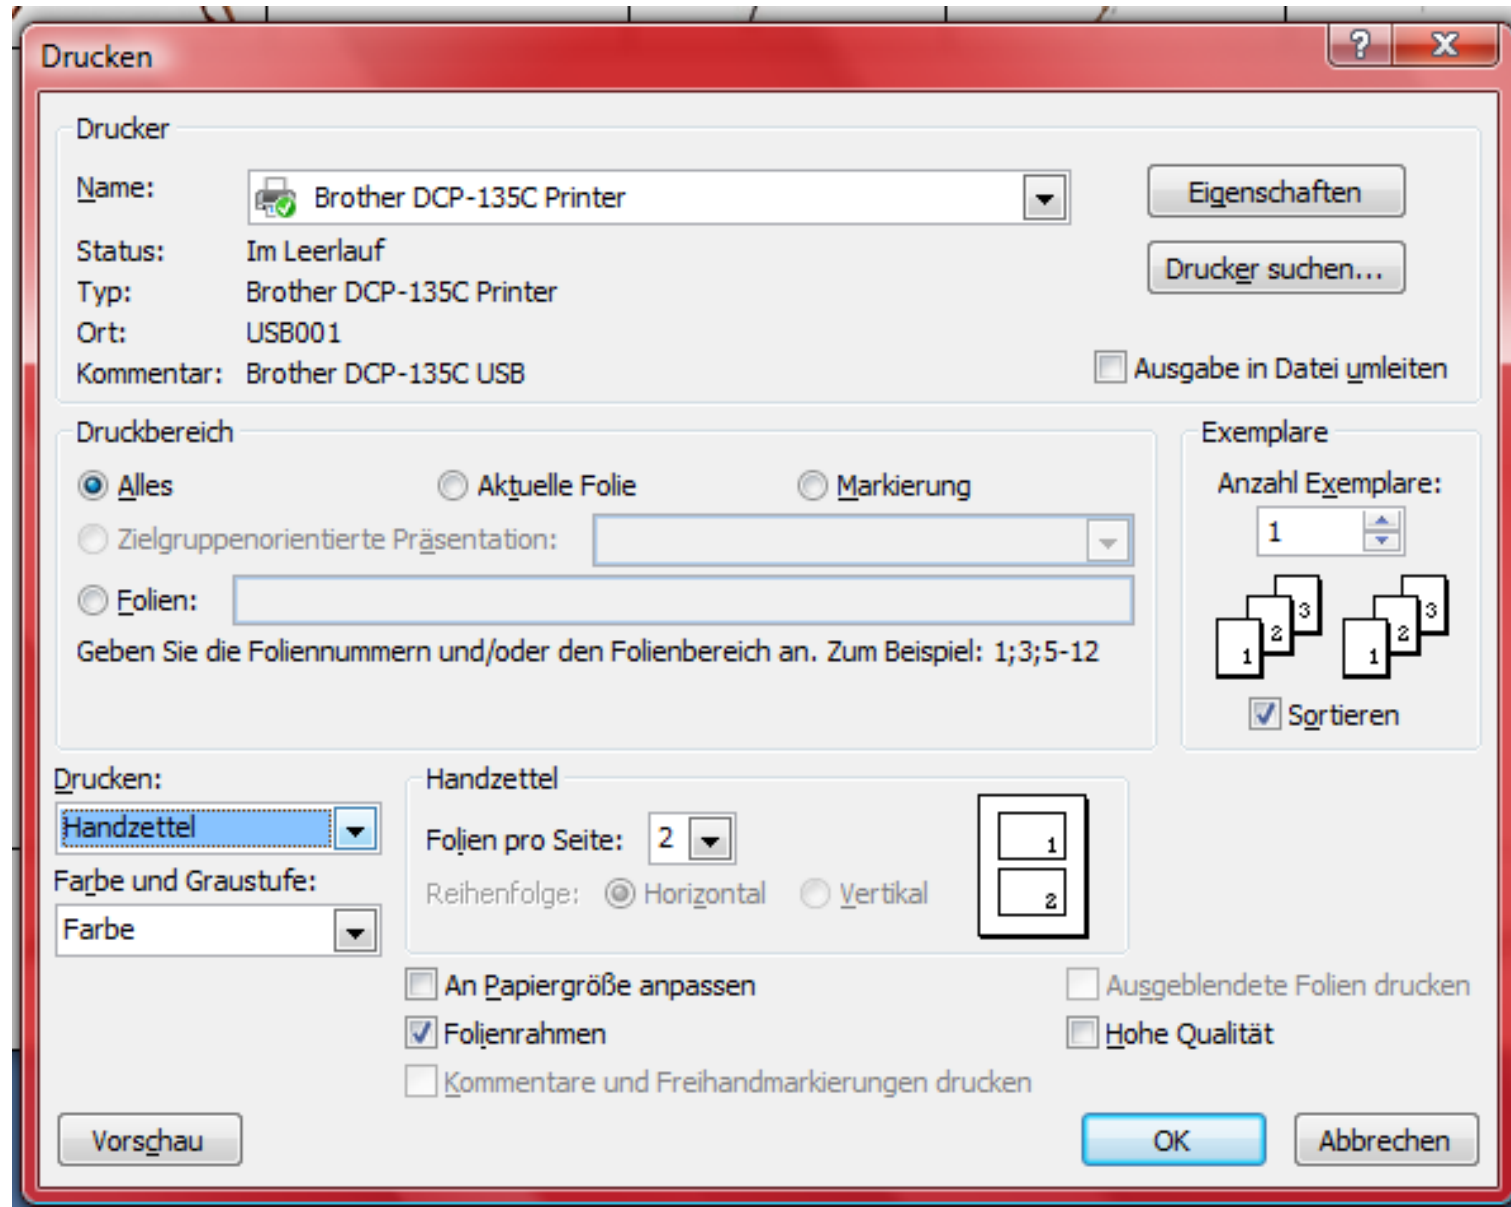 Drucken
Drucker
Name: Brother DCP-135C Printer Eigenschaften
Status: Im Leerlauf Drucker suchen...
Typ: Brother DCP-135C Printer
Ort: USB001
Kommentar: Brother DCP-135C USB Ausgabe in Datei umleiten
Druckbereich
Alles Aktuelle Folie Markierung
Zielgruppenorientierte Präsentation:
Folien:
Geben Sie die Foliennummern und/oder den Folienbereich an. Zum Beispiel: 1;3;5-12
Exemplare
Anzahl Exemplare:
1
1 2 3 1 2 3
Sortieren
Drucken:
Handzettel
Farbe und Graustufe:
Farbe
Handzettel
Folien pro Seite: 2
Reihenfolge: Horizontal Vertikal
1
2
An Papiergröße anpassen Ausgeblendete Folien drucken
Folienrahmen Hohe Qualität
Kommentare und Freihandmarkierungen drucken
Vorschau OK Abbrechen